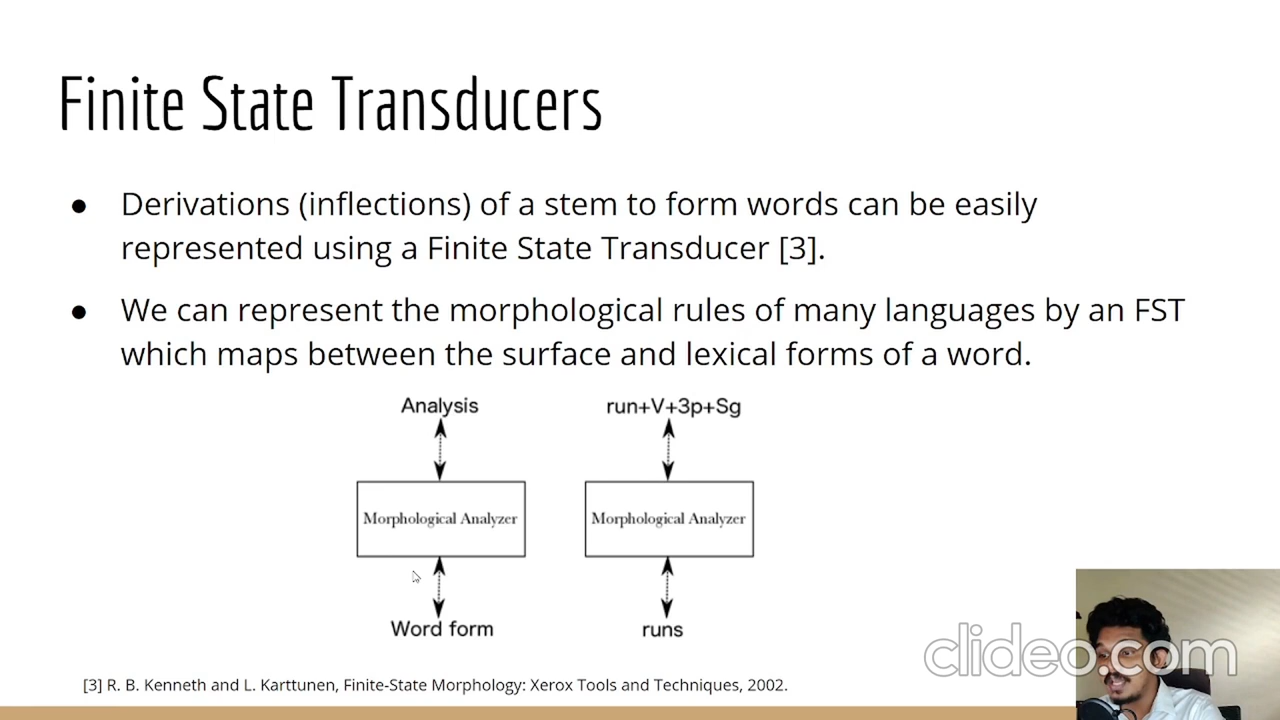 Finite State Transducers
● Derivations (inflections) of a stem to form words can be easily
represented using a Finite State Transducer [3].
● We can represent the morphological rules of many languages by an FST
which maps between the surface and lexical forms of a word.
Analysis
run+V+3p+Sg
Morphological Analyzer
Morphological Analyzer
Word form
runs
clideo.com
[3] R. B. Kenneth and L. Karttunen, Finite-State Morphology: Xerox Tools and Techniques, 2002.